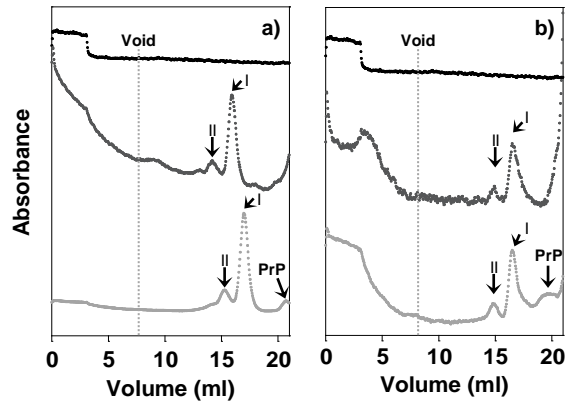 a)
Void
I
II
I
II
PrP
0 5 10 15 20
Volume (ml)
Absorbance
b)
Void
I
II
I
II
PrP
0 5 10 15 20
Volume (ml)